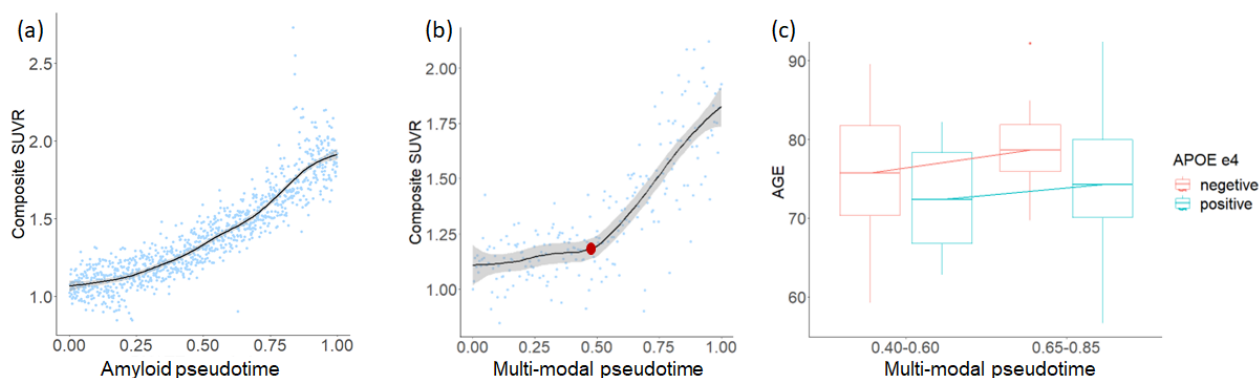 (a)
2.5
2.0
1.5
1.0
Composite SUVR
0.00 0.25 0.50 0.75 1.00
Amyloid pseudotime
(b)
2.00
1.75
1.50
1.25
1.00
Composite SUVR
0.00 0.25 0.50 0.75 1.00
Multi-modal pseudotime
(c)
90
80
70
60
AGE
0.40-0.60 0.65-0.85
Multi-modal pseudotime
APOE e4
negetive
positive